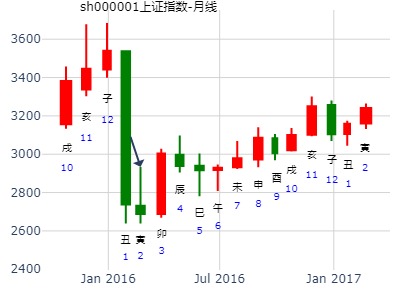 sh000001上证指数-月线
3600
3400
3200
3000
2800
2600
2400
戌
10
亥
11
子
12
丑
1
寅
2
卯
3
辰
4
巳
5
午
6
未
7
申
8
酉
9
戌
10
亥
11
子
12
丑
1
寅
2
Jan 2016
Jul 2016
Jan 2017